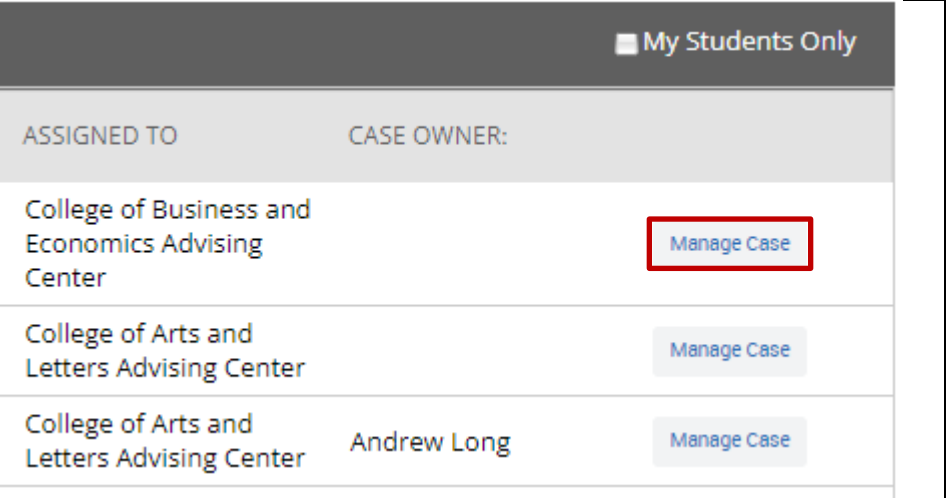 My Students Only
ASSIGNED TO CASE OWNER:
College of Business and
Economics Advising
Center
Manage Case
College of Arts and
Letters Advising Center
Manage Case
College of Arts and
Letters Advising Center
Andrew Long
Manage Case